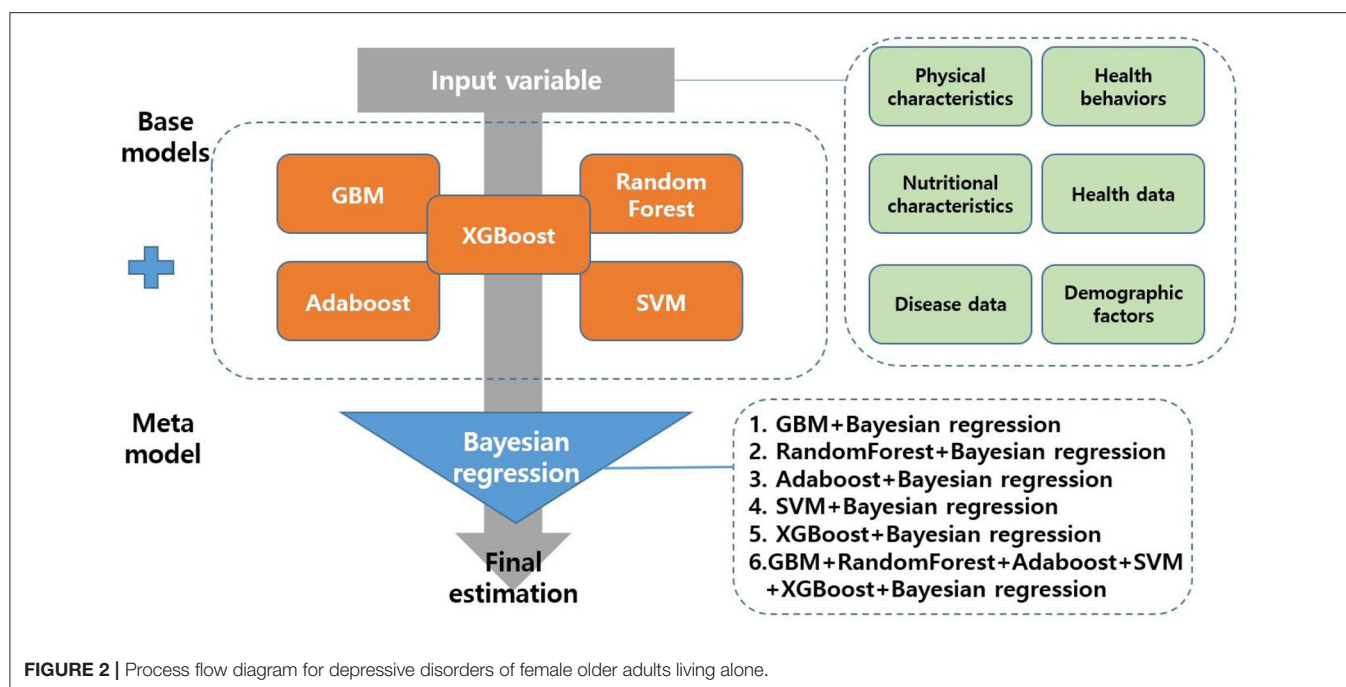 Input variable
Physical
characteristics
Health
behaviors
Base
models
GBM
Random
Forest
XGBoost
Nutritional
characteristics
Health data
Adaboost
SVM
Disease data
Demographic
factors
Meta
model
Bayesian
regression
1. GBM+Bayesian regression
2. RandomForest+Bayesian regression
3. Adaboost+Bayesian regression
4. SVM+Bayesian regression
5. XGBoost+Bayesian regression
6.GBM+RandomForest+Adaboost+SVM
+XGBoost+Bayesian regression
Final
estimation
FIGURE 2 | Process flow diagram for depressive disorders of female older adults living alone.